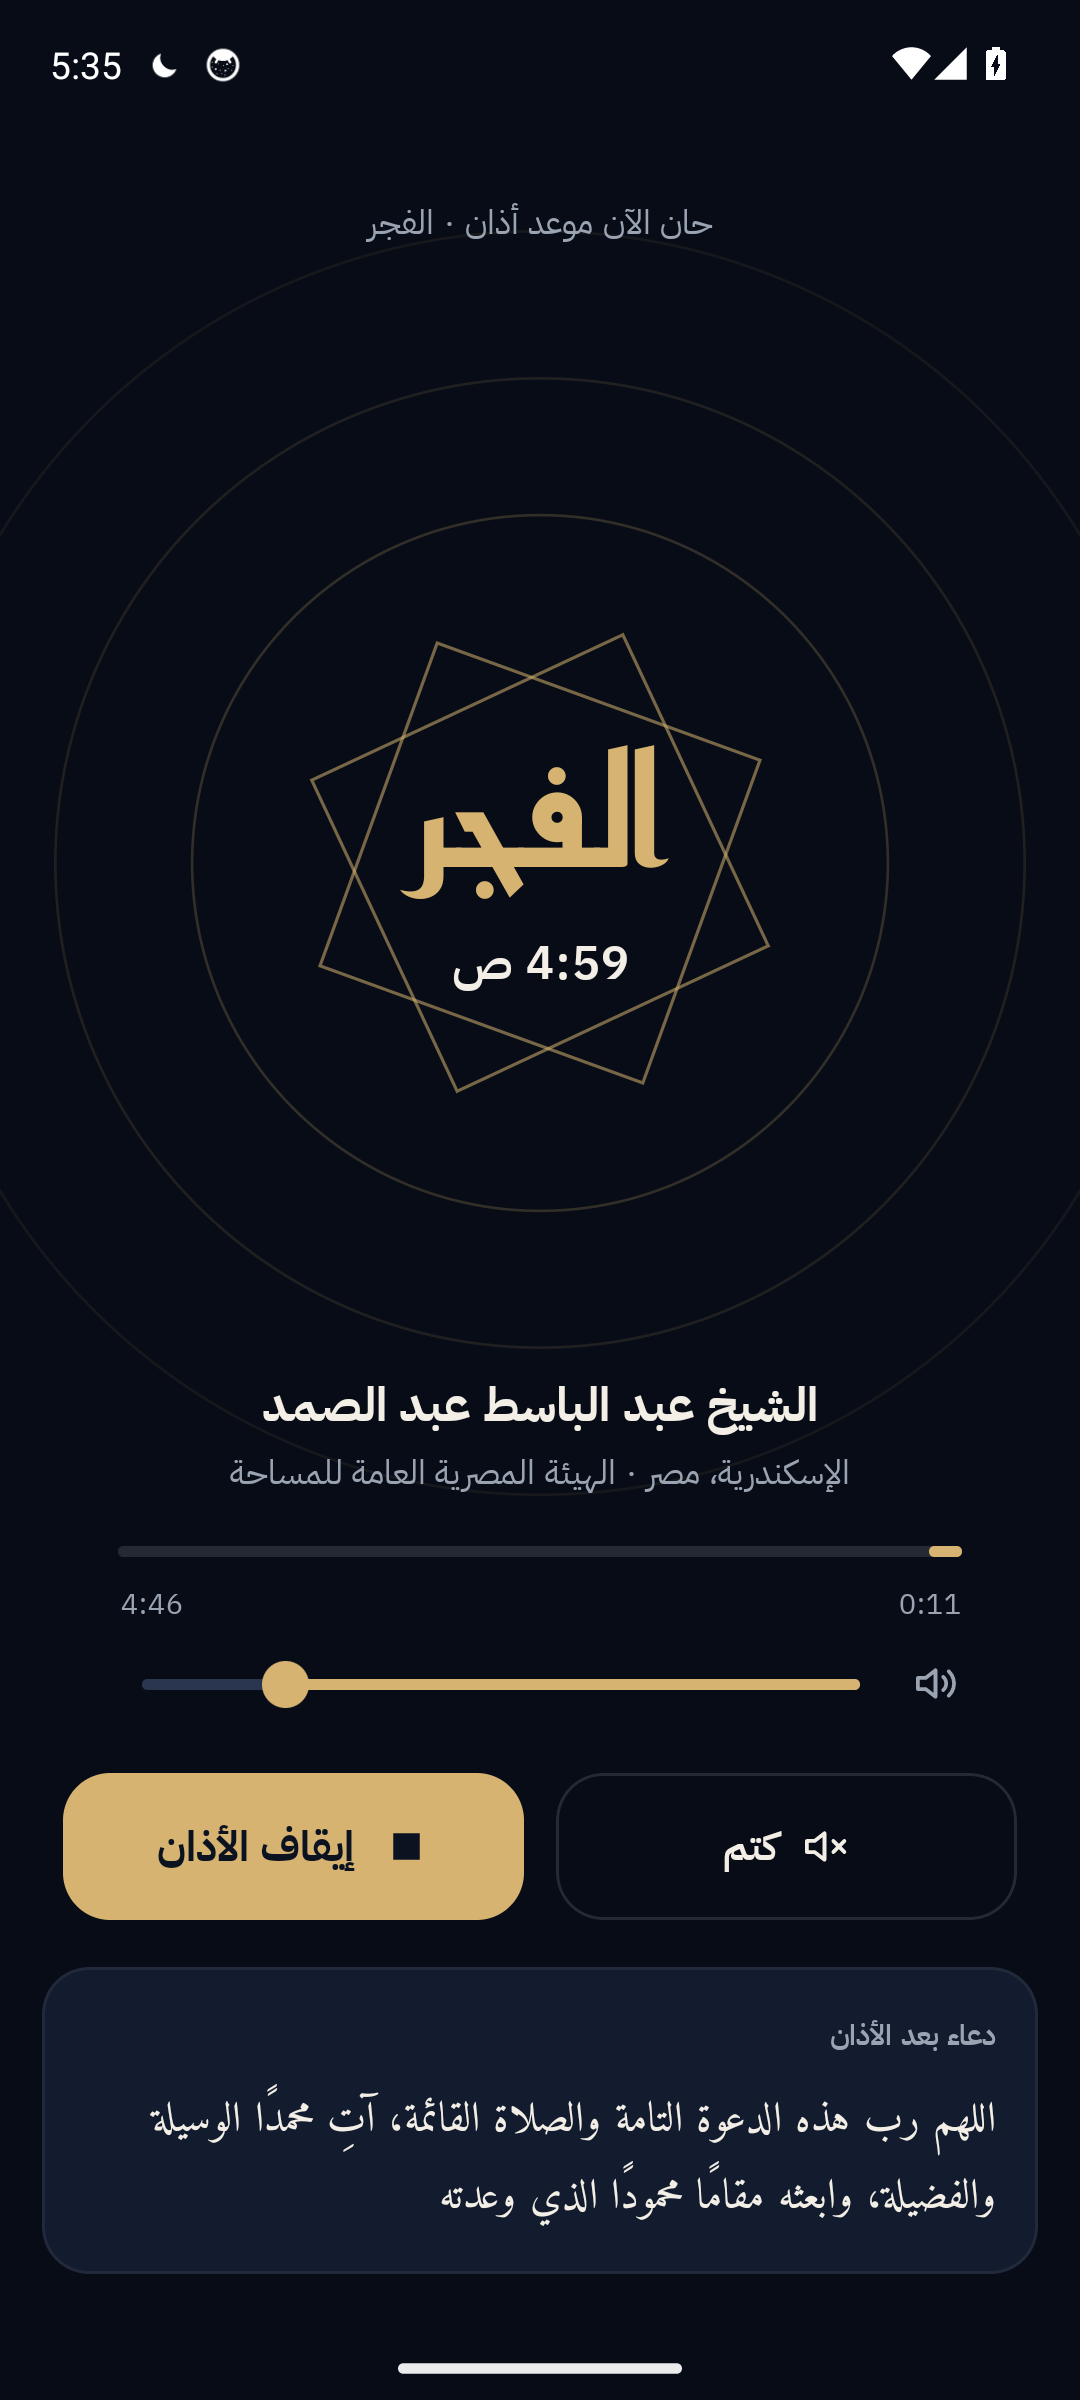 5:35
حان الآن موعد أذان · الفجر
الفجر
4:59 ص
الشيخ عبد الباسط عبد الصمد
الإسكندرية، مصر · الهيئة المصرية العامة للمساحة
0:11
4:46
كتم
إيقاف الأذان
دعاء بعد الأذان
اللهم رب هذه الدعوة التامة والصلاة القائمة، آتِ محمدًا الوسيلة
والفضيلة، وابعثه مقامًا محمودًا الذي وعدته